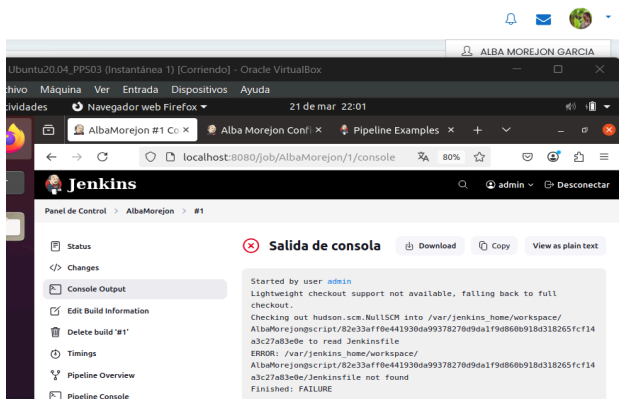 ALBA MOREJON GARCIA
Ubuntu20.04_PPS03 (Instantánea 1) [Corriendo] - Oracle VirtualBox
hivo Máquina Ver Entrada Dispositivos Ayuda
tividades Navegador web Firefox 21 de mar 22:01
AlbaMorejon #1 Co × Alba Morejon Confi × Pipeline Examples × +
localhost:8080/job/AlbaMorejon/1/console 80%
Jenkins admin Desconectar
Panel de Control > AlbaMorejon > #1
Status
Changes
Console Output
Edit Build Information
Delete build '#1'
Timings
Pipeline Overview
Pipeline Console
Salida de consola Download Copy View as plain text
Started by user admin
Lightweight checkout support not available, falling back to full
checkout.
Checking out hudson.scm.NullSCM into /var/jenkins_home/workspace/
AlbaMorejon@script/82e33aff0e441930da99378270d9da1f9d860b918d318265fcf14
a3c27a83e0e to read Jenkinsfile
ERROR: /var/jenkins_home/workspace/
AlbaMorejon@script/82e33aff0e441930da99378270d9da1f9d860b918d318265fcf14
a3c27a83e0e/Jenkinsfile not found
Finished: FAILURE